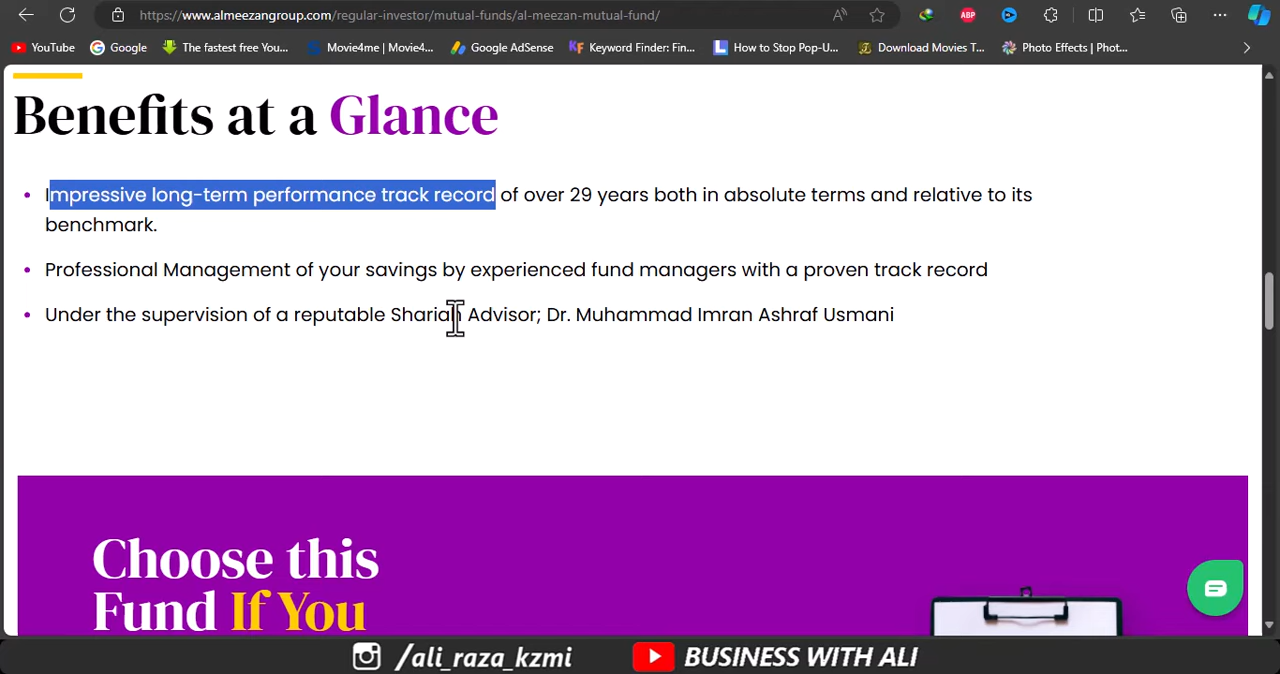 https://www.almeezangroup.com/regular-investor/mutual-funds/al-meezan-mutual-fund/
YouTube Google The fastest free You... Movie4me | Movie4... Google AdSense Keyword Finder: Fin... How to Stop Pop-U... Download Movies T... Photo Effects | Phot...
Benefits at a Glance
• Impressive long-term performance track record of over 29 years both in absolute terms and relative to its
benchmark.
• Professional Management of your savings by experienced fund managers with a proven track record
• Under the supervision of a reputable Shariah Advisor; Dr. Muhammad Imran Ashraf Usmani
Choose this
Fund If You
/ali_raza_kzmi BUSINESS WITH ALI